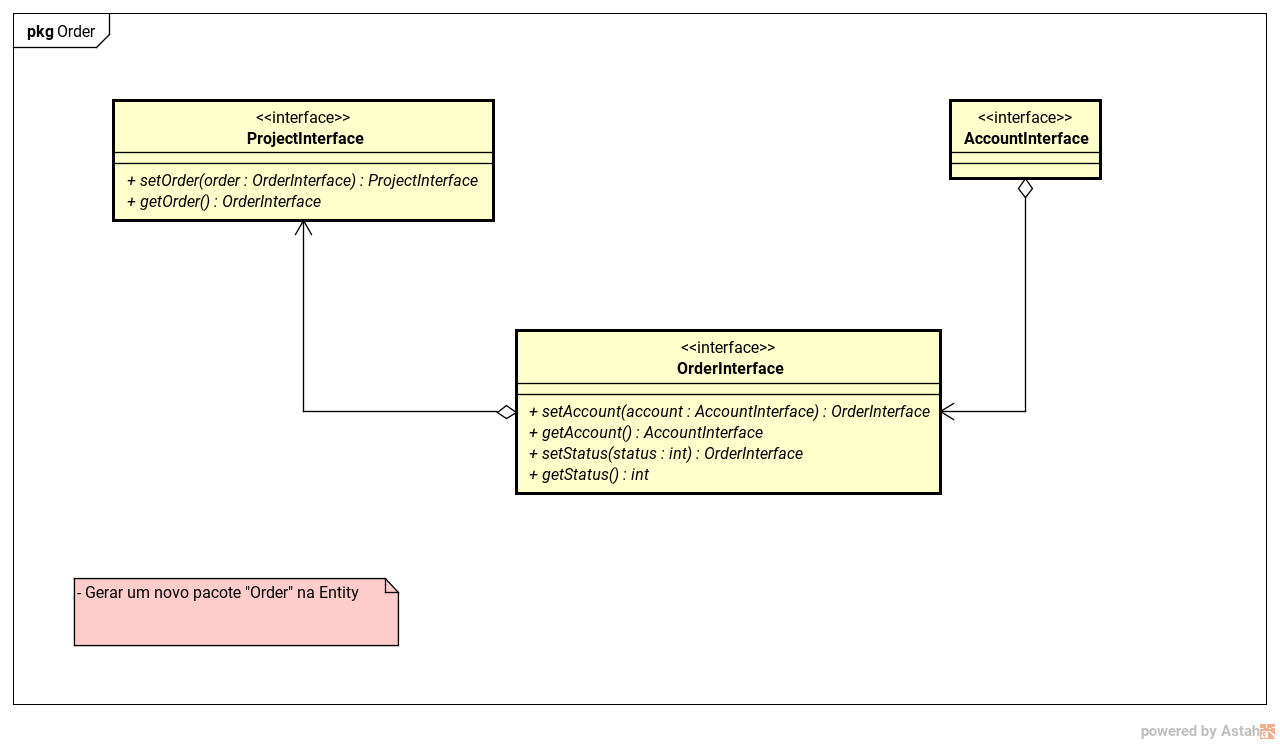 pkg Order
<<interface>>
ProjectInterface
+ setOrder(order : OrderInterface) : ProjectInterface
+ getOrder() : OrderInterface
<<interface>>
AccountInterface
<<interface>>
OrderInterface
+ setAccount(account : AccountInterface) : OrderInterface
+ getAccount() : AccountInterface
+ setStatus(status : int) : OrderInterface
+ getStatus() : int
- Gerar um novo pacote "Order" na Entity
powered by Astah